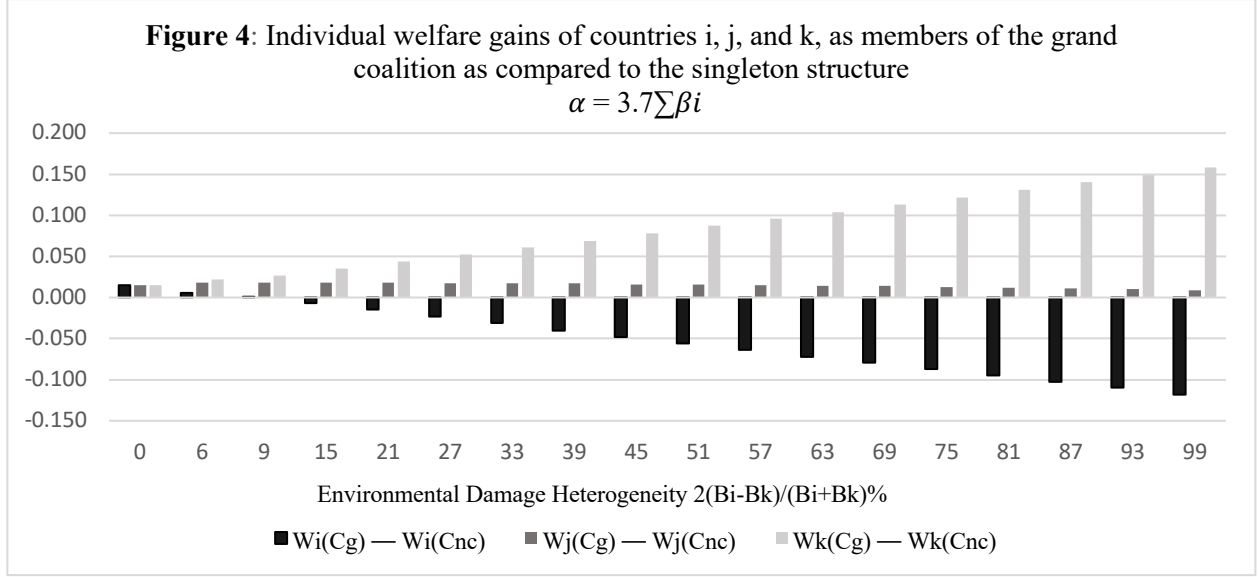 Figure 4: Individual welfare gains of countries i, j, and k, as members of the grand
coalition as compared to the singleton structure
𝛼 = 3.7∑𝛽𝑖
0.200
0.150
0.100
0.050
0.000
-0.050
-0.100
-0.150
0 6 9 15 21 27 33 39 45 51 57 63 69 75 81 87 93 99
Environmental Damage Heterogeneity 2(Bi-Bk)/(Bi+Bk)%
Wi(Cg) — Wi(Cnc) Wj(Cg) — Wj(Cnc) Wk(Cg) — Wk(Cnc)